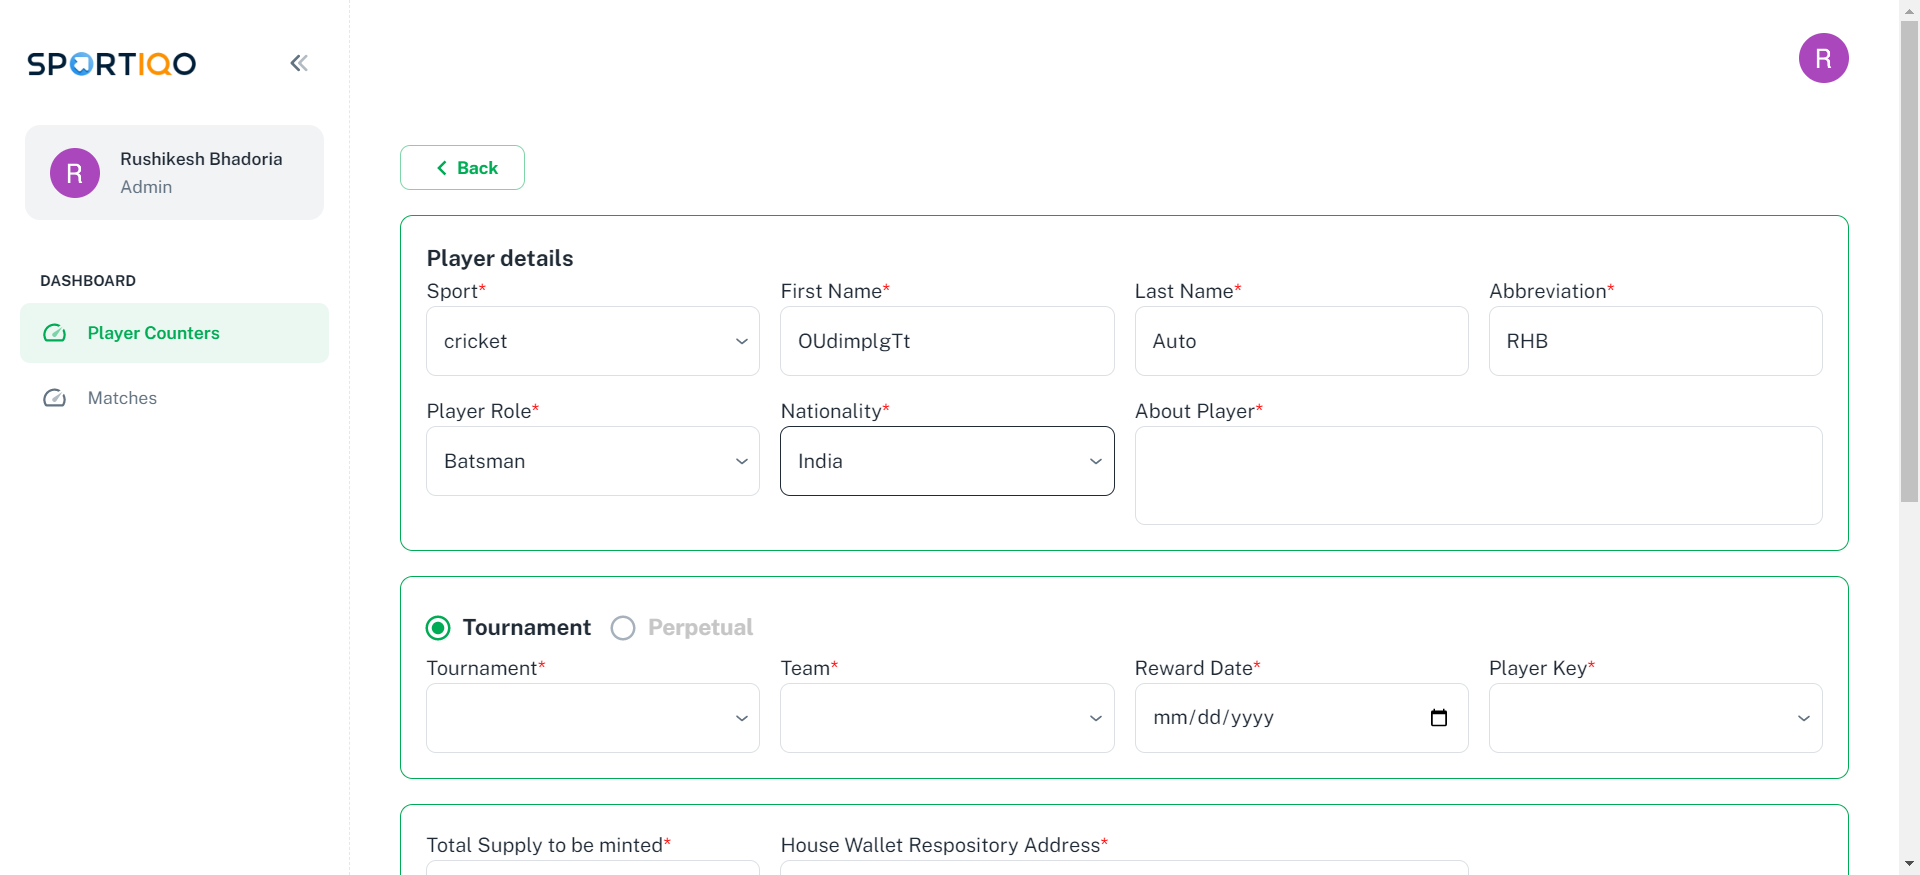 SPORTIQO
R
R
Rushikesh Bhadoria
Admin
DASHBOARD
Player Counters
Matches
Back
Player details
Sport* First Name* Last Name* Abbreviation*
cricket OUdimplgTt Auto RHB
Player Role* Nationality* About Player*
Batsman India
Tournament Perpetual
Tournament* Team* Reward Date* Player Key*
mm/dd/yyyy
Total Supply to be minted* House Wallet Respository Address*